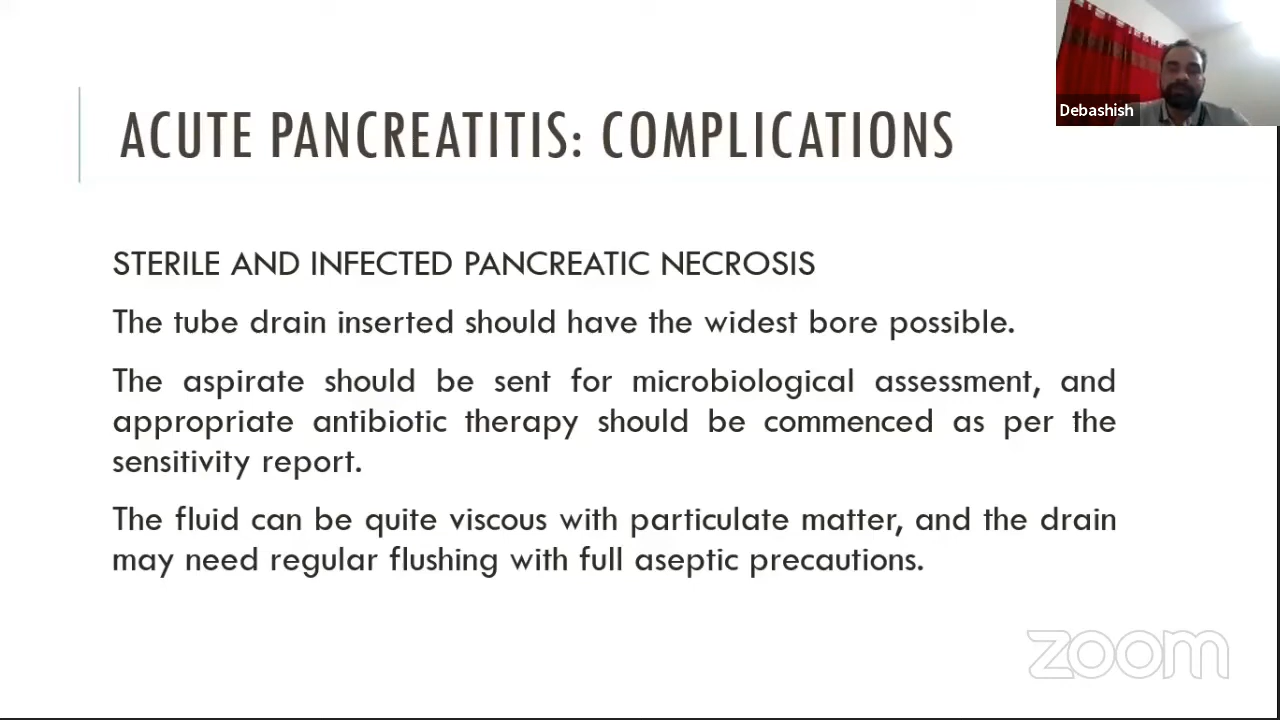 Debashish
ACUTE PANCREATITIS: COMPLICATIONS
STERILE AND INFECTED PANCREATIC NECROSIS
The tube drain inserted should have the widest bore possible.
The aspirate should be sent for microbiological assessment, and
appropriate antibiotic therapy should be commenced as per the
sensitivity report.
The fluid can be quite viscous with particulate matter, and the drain
may need regular flushing with full aseptic precautions.
zoom